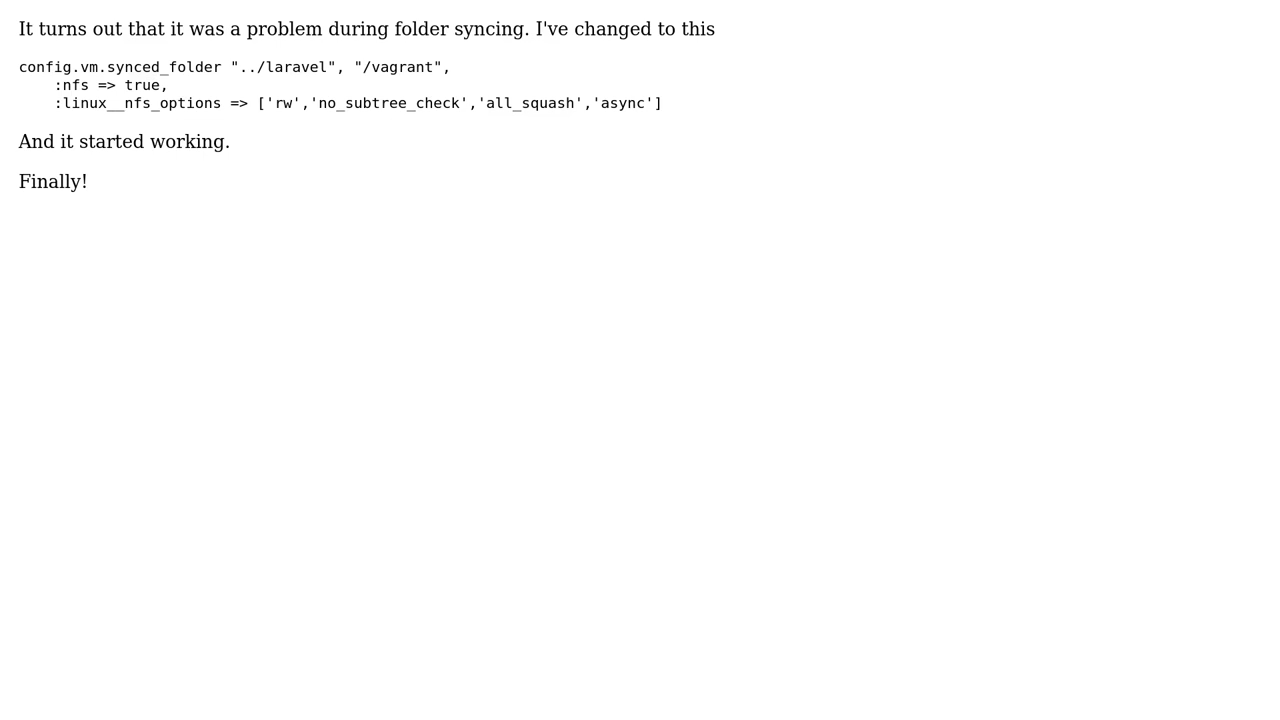 It turns out that it was a problem during folder syncing. I've changed to this
config.vm.synced_folder "../laravel", "/vagrant",
    :nfs => true,
    :linux__nfs_options => ['rw','no_subtree_check','all_squash','async']
And it started working.
Finally!